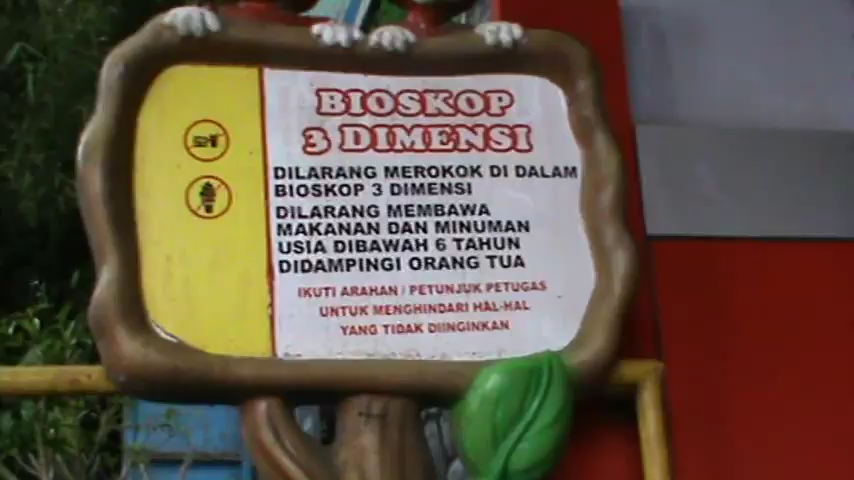 BIOSKOP
3 DIMENSI
DILARANG MEROKOK DI DALAM
BIOSKOP 3 DIMENSI
DILARANG MEMBAWA
MAKANAN DAN MINUMAN
USIA DIBAWAH 6 TAHUN
DIDAMPINGI ORANG TUA
IKUTI ARAHAN / PETUNJUK PETUGAS
UNTUK MENGHINDARI HAL-HAL
YANG TIDAK DIINGINKAN